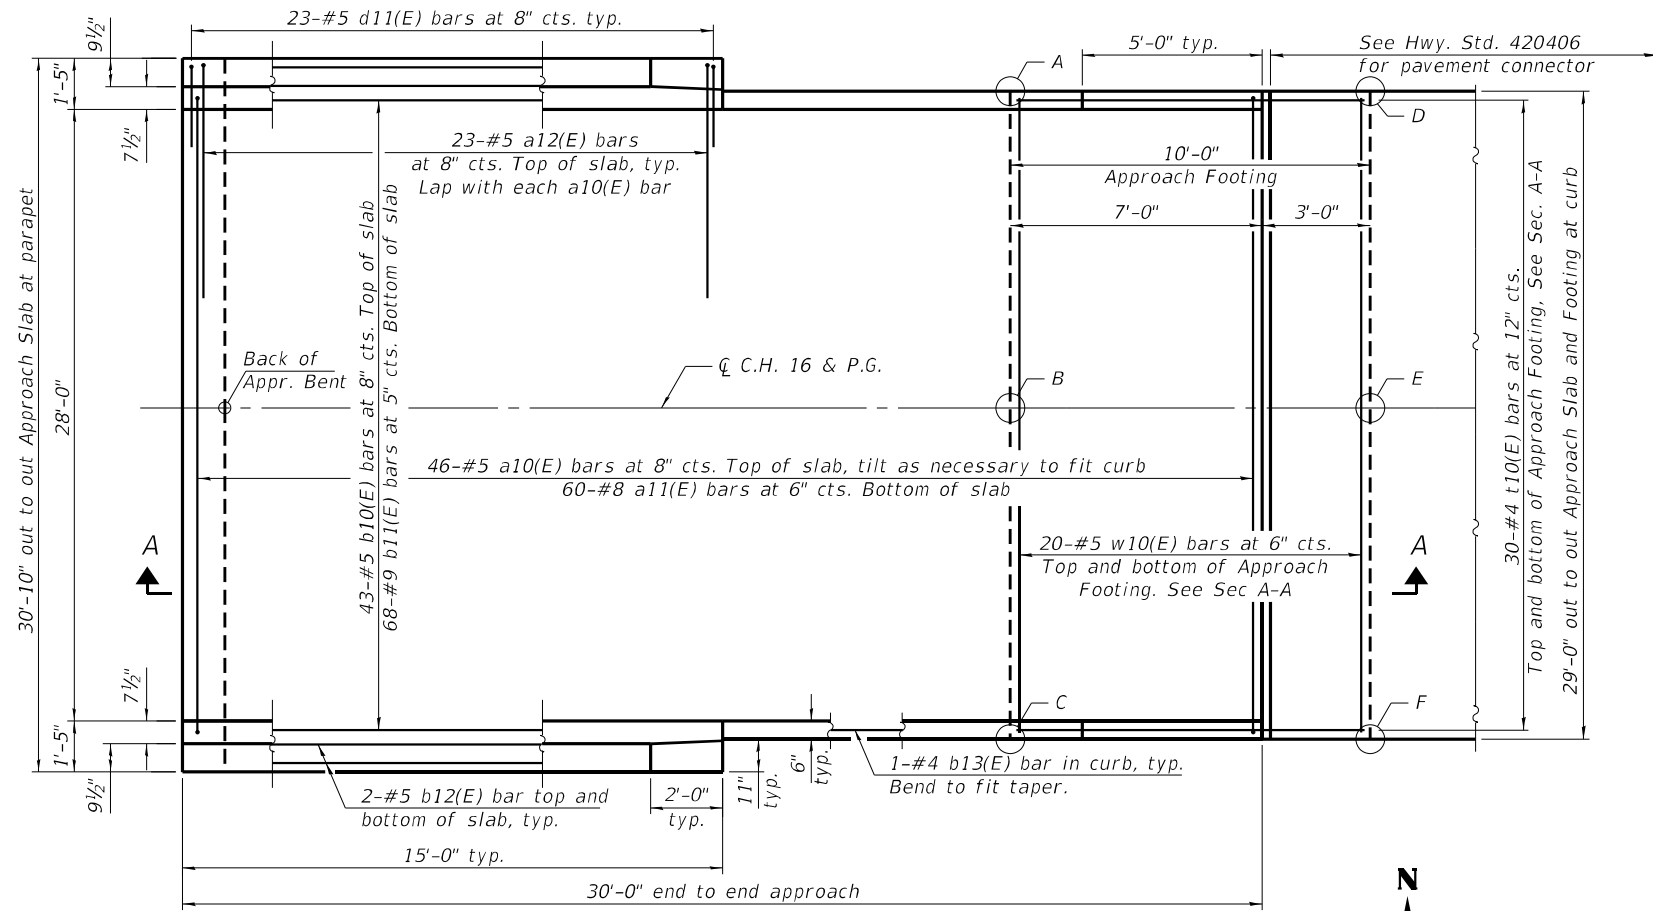 23-#5 d11(E) bars at 8" cts. typ.
9½"
1'-5"
7½"
5'-0" typ.
See Hwy. Std. 420406
for pavement connector
A
D
23-#5 a12(E) bars
at 8" cts. Top of slab, typ.
Lap with each a10(E) bar
10'-0"
Approach Footing
7'-0"
3'-0"
30'-10" out to out Approach Slab at parapet
28'-0"
43-#5 b10(E) bars at 8" cts. Top of slab
68-#9 b11(E) bars at 5" cts. Bottom of slab
30-#4 t10(E) bars at 12" cts.
Top and bottom of Approach Footing, See Sec. A-A
29'-0" out to out Approach Slab and Footing at curb
Back of
Appr. Bent
℄ C.H. 16 & P.G.
B
E
46-#5 a10(E) bars at 8" cts. Top of slab, tilt as necessary to fit curb
60-#8 a11(E) bars at 6" cts. Bottom of slab
A
A
20-#5 w10(E) bars at 6" cts.
Top and bottom of Approach
Footing. See Sec A-A
7½"
1'-5"
9½"
C
F
6"
typ.
11"
typ.
1-#4 b13(E) bar in curb, typ.
Bend to fit taper.
2-#5 b12(E) bar top and
bottom of slab, typ.
2'-0"
typ.
15'-0" typ.
30'-0" end to end approach
N